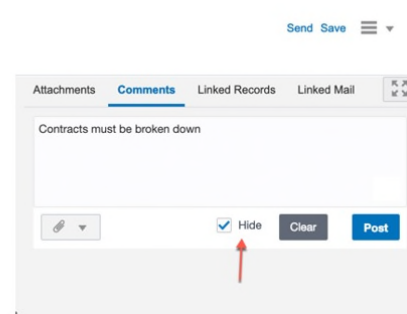 Send Save
Attachments Comments Linked Records Linked Mail
Contracts must be broken down
Hide Clear Post